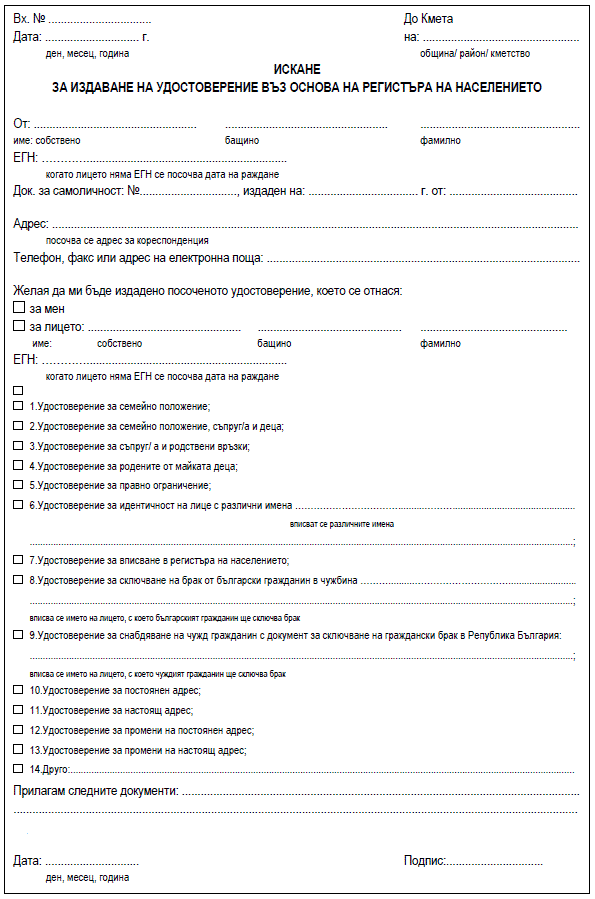 Вх. № ................................ До Кмета
Дата: ............................. г. на: .................................................
ден, месец, година община/ район/ кметство
ИСКАНЕ
ЗА ИЗДАВАНЕ НА УДОСТОВЕРЕНИЕ ВЪЗ ОСНОВА НА РЕГИСТЪРА НА НАСЕЛЕНИЕТО
От: ................................................... ................................................... ..................................................
име: собствено бащино фамилно
ЕГН: ................................................................
когато лицето няма ЕГН се посочва дата на раждане
Док. за самоличност: №.............................., издаден на: .................................. г. от: ........................................
Адрес: ....................................................................................................................................
посочва се адрес за кореспонденция
Телефон, факс или адрес на електронна поща: ..................................................................................
Желая да ми бъде издадено посоченото удостоверение, което се отнася:
за мен
за лицето: ................................................ ............................................. ..............................................
име: собствено бащино фамилно
ЕГН: ................................................................
когато лицето няма ЕГН се посочва дата на раждане
1.Удостоверение за семейно положение;
2.Удостоверение за семейно положение, съпруг/а и деца;
3.Удостоверение за съпруг/ а и родствени връзки;
4.Удостоверение за родените от майката деца;
5.Удостоверение за правно ограничение;
6.Удостоверение за идентичност на лице с различни имена ................................................................................
вписват се различните имена
....................................................................................................................................;
7.Удостоверение за вписване в регистъра на населението;
8.Удостоверение за сключване на брак от български гражданин в чужбина ............................................................
....................................................................................................................................;
вписва се името на лицето, с което българският гражданин ще сключва брак
9.Удостоверение за снабдяване на чужд гражданин с документ за сключване на граждански брак в Република България:
....................................................................................................................................;
вписва се името на лицето, с което чуждият гражданин ще сключва брак
10.Удостоверение за постоянен адрес;
11.Удостоверение за настоящ адрес;
12.Удостоверение за промени на постоянен адрес;
13.Удостоверение за промени на настоящ адрес;
14.Друго:....................................................................................................................................
Прилагам следните документи: ..............................................................................................................
....................................................................................................................................
Дата: ............................. Подпис:..............................
ден, месец, година